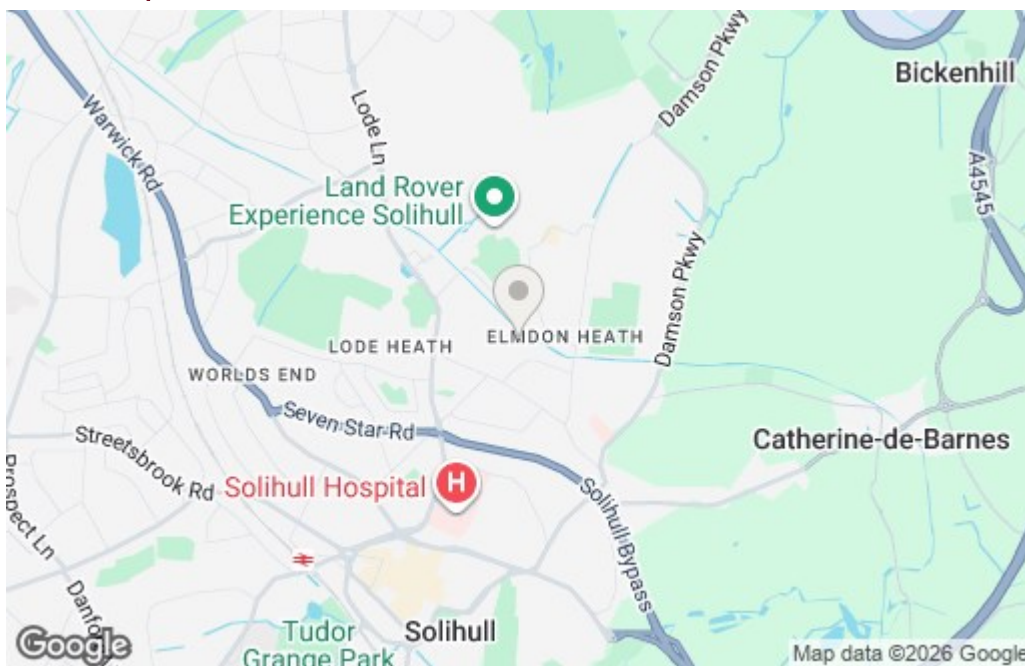 Bickenhill
Damson Pkwy
Lode Ln
Warwick Rd
A4545
Land Rover
Experience Solihull
Damson Pkwy
ELMDON HEATH
LODE HEATH
WORLDS END
Seven Star Rd
Streetsbrook Rd
Catherine-de-Barnes
Prospect Ln
Solihull Hospital
H
Solihull Bypass
Danfo
Tudor
Grange Park
Solihull
Google
Map data ©2026 Google